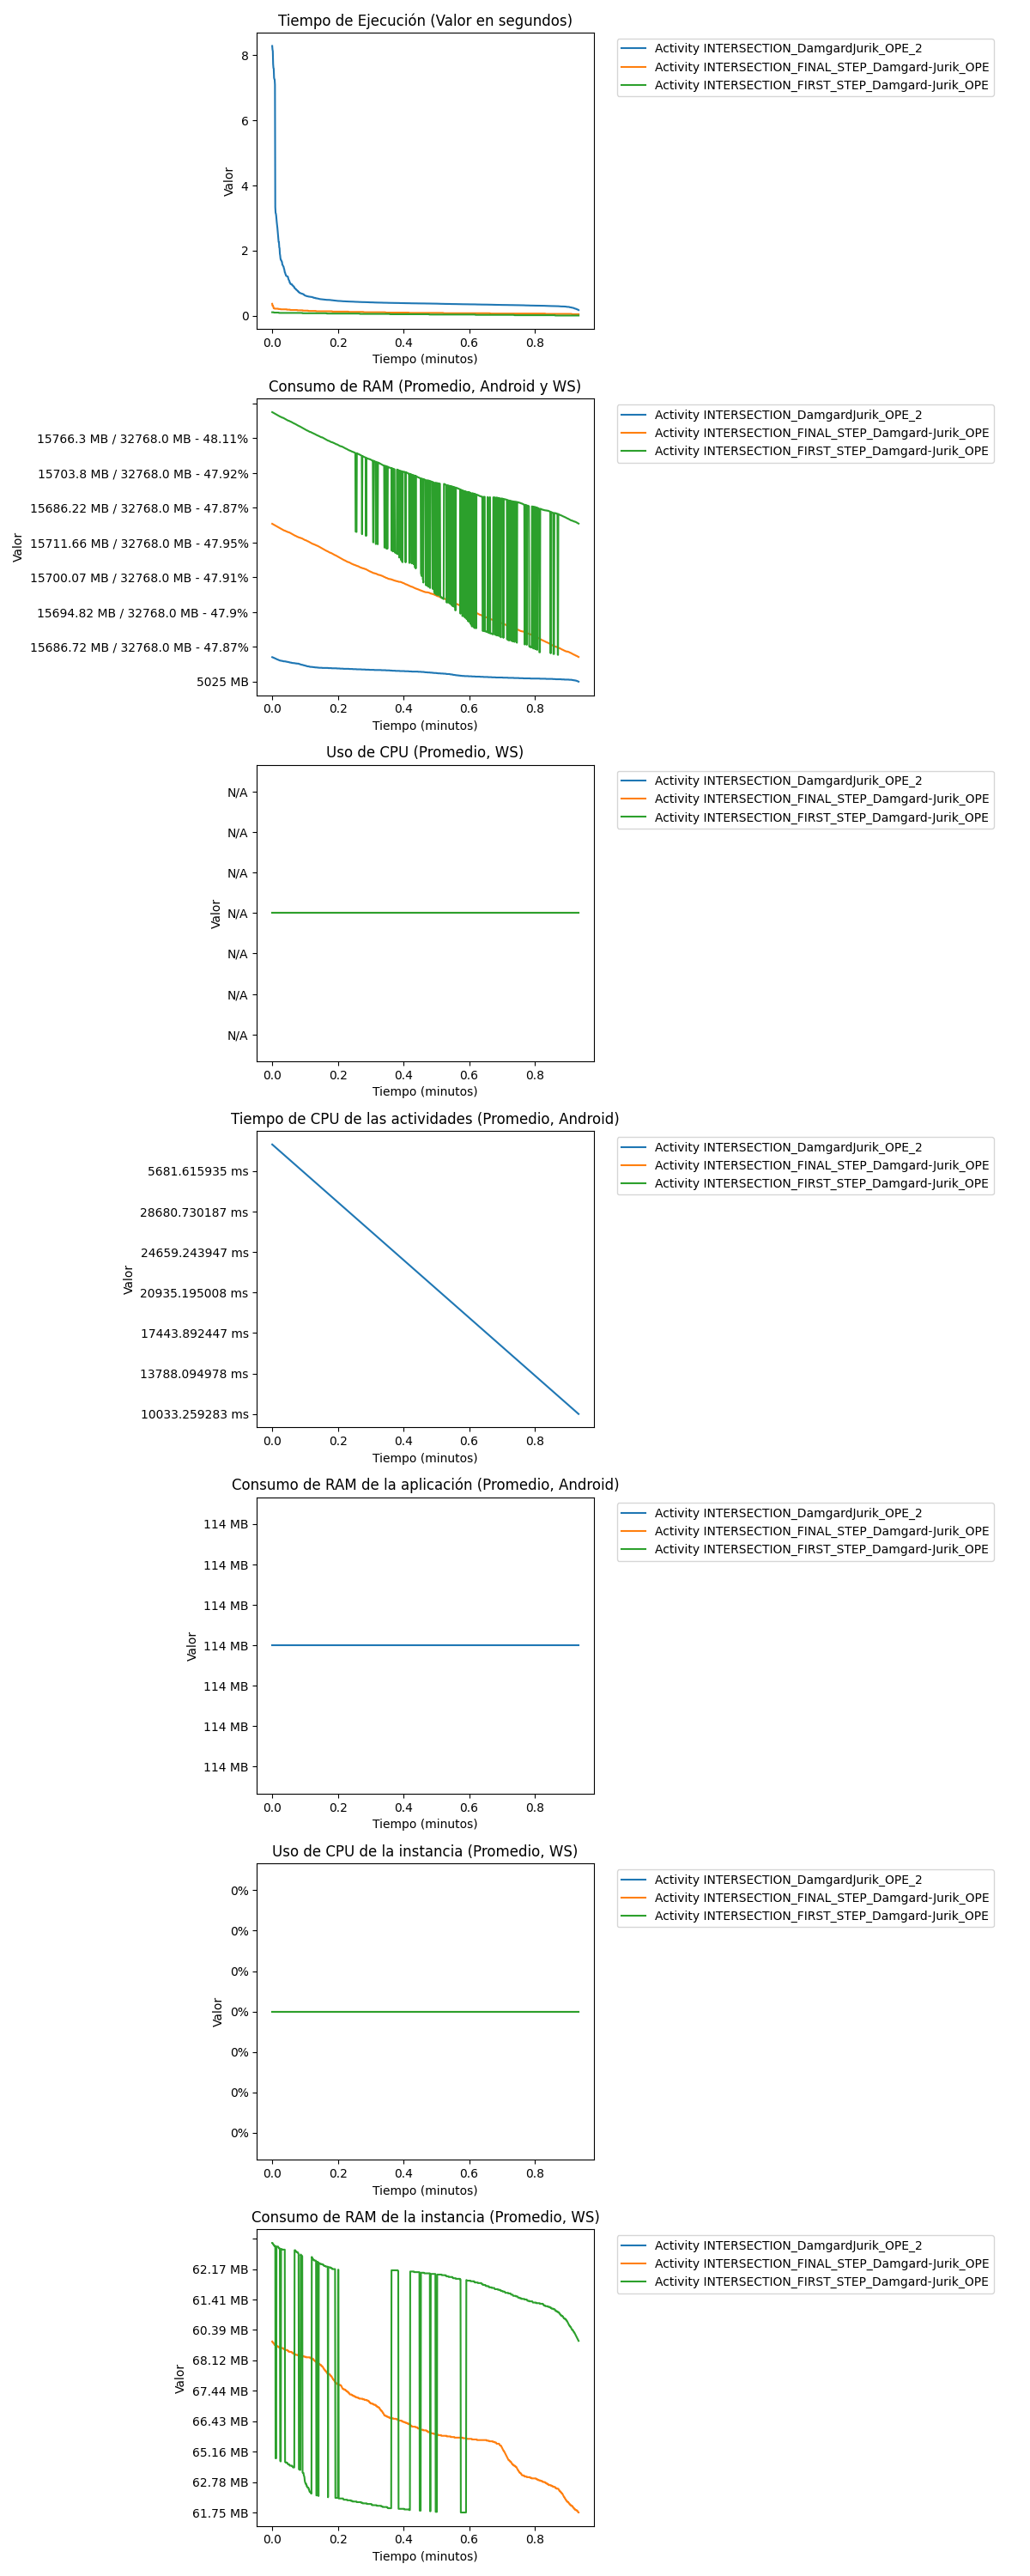 Tiempo de Ejecución (Valor en segundos)
Activity INTERSECTION_DamgardJurik_OPE_2
Activity INTERSECTION_FINAL_STEP_Damgard-Jurik_OPE
Activity INTERSECTION_FIRST_STEP_Damgard-Jurik_OPE
8
6
4
2
0
Valor
0.0 0.2 0.4 0.6 0.8
Tiempo (minutos)
Consumo de RAM (Promedio, Android y WS)
Activity INTERSECTION_DamgardJurik_OPE_2
Activity INTERSECTION_FINAL_STEP_Damgard-Jurik_OPE
Activity INTERSECTION_FIRST_STEP_Damgard-Jurik_OPE
15766.3 MB / 32768.0 MB - 48.11%
15703.8 MB / 32768.0 MB - 47.92%
15686.22 MB / 32768.0 MB - 47.87%
15711.66 MB / 32768.0 MB - 47.95%
15700.07 MB / 32768.0 MB - 47.91%
15694.82 MB / 32768.0 MB - 47.9%
15686.72 MB / 32768.0 MB - 47.87%
5025 MB
Valor
0.0 0.2 0.4 0.6 0.8
Tiempo (minutos)
Uso de CPU (Promedio, WS)
Activity INTERSECTION_DamgardJurik_OPE_2
Activity INTERSECTION_FINAL_STEP_Damgard-Jurik_OPE
Activity INTERSECTION_FIRST_STEP_Damgard-Jurik_OPE
N/A
N/A
N/A
N/A
N/A
N/A
N/A
Valor
0.0 0.2 0.4 0.6 0.8
Tiempo (minutos)
Tiempo de CPU de las actividades (Promedio, Android)
Activity INTERSECTION_DamgardJurik_OPE_2
Activity INTERSECTION_FINAL_STEP_Damgard-Jurik_OPE
Activity INTERSECTION_FIRST_STEP_Damgard-Jurik_OPE
5681.615935 ms
28680.730187 ms
24659.243947 ms
20935.195008 ms
17443.892447 ms
13788.094978 ms
10033.259283 ms
Valor
0.0 0.2 0.4 0.6 0.8
Tiempo (minutos)
Consumo de RAM de la aplicación (Promedio, Android)
Activity INTERSECTION_DamgardJurik_OPE_2
Activity INTERSECTION_FINAL_STEP_Damgard-Jurik_OPE
Activity INTERSECTION_FIRST_STEP_Damgard-Jurik_OPE
114 MB
114 MB
114 MB
114 MB
114 MB
114 MB
114 MB
Valor
0.0 0.2 0.4 0.6 0.8
Tiempo (minutos)
Uso de CPU de la instancia (Promedio, WS)
Activity INTERSECTION_DamgardJurik_OPE_2
Activity INTERSECTION_FINAL_STEP_Damgard-Jurik_OPE
Activity INTERSECTION_FIRST_STEP_Damgard-Jurik_OPE
0%
0%
0%
0%
0%
0%
0%
Valor
0.0 0.2 0.4 0.6 0.8
Tiempo (minutos)
Consumo de RAM de la instancia (Promedio, WS)
Activity INTERSECTION_DamgardJurik_OPE_2
Activity INTERSECTION_FINAL_STEP_Damgard-Jurik_OPE
Activity INTERSECTION_FIRST_STEP_Damgard-Jurik_OPE
62.17 MB
61.41 MB
60.39 MB
68.12 MB
67.44 MB
66.43 MB
65.16 MB
62.78 MB
61.75 MB
Valor
0.0 0.2 0.4 0.6 0.8
Tiempo (minutos)